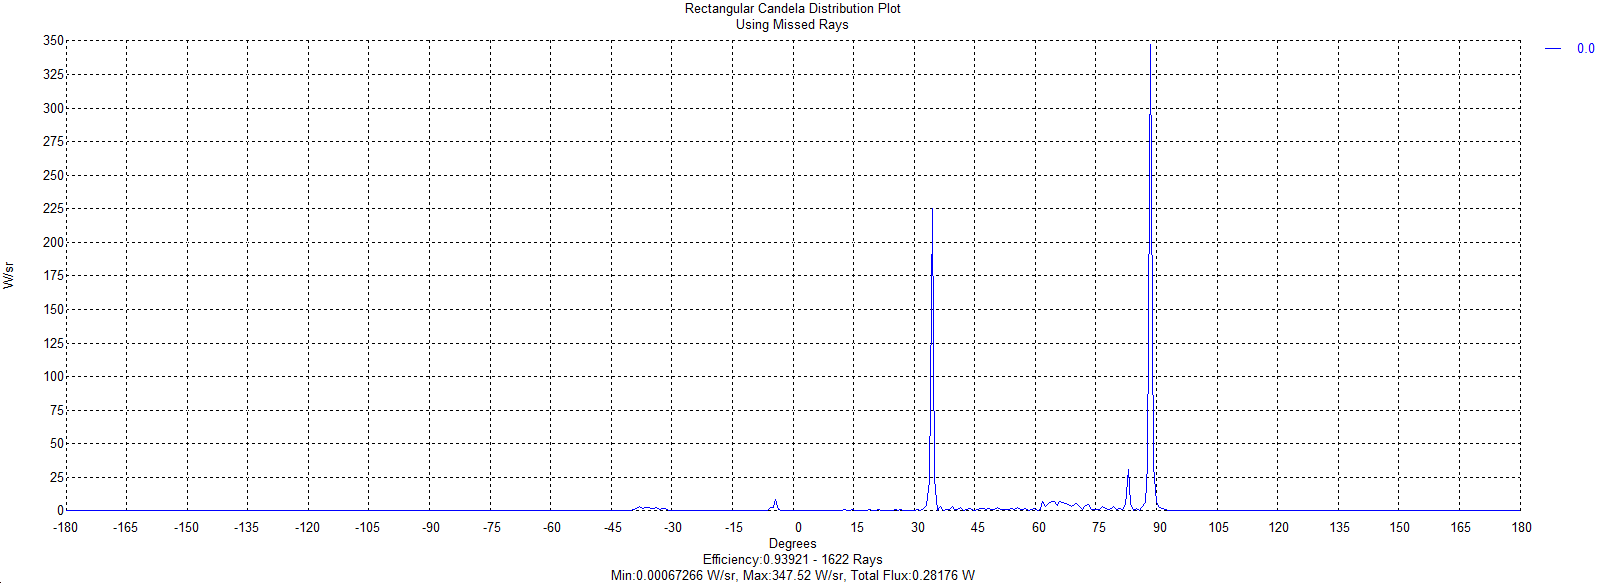 Rectangular Candela Distribution Plot
Using Missed Rays
350
325
300
275
250
225
200
175
150
125
100
75
50
25
0
W/sr
-180 -165 -150 -135 -120 -105 -90 -75 -60 -45 -30 -15 0 15 30 45 60 75 90 105 120 135 150 165 180
Degrees
Efficiency:0.93921 - 1622 Rays
Min:0.00067266 W/sr, Max:347.52 W/sr, Total Flux:0.28176 W
0.0